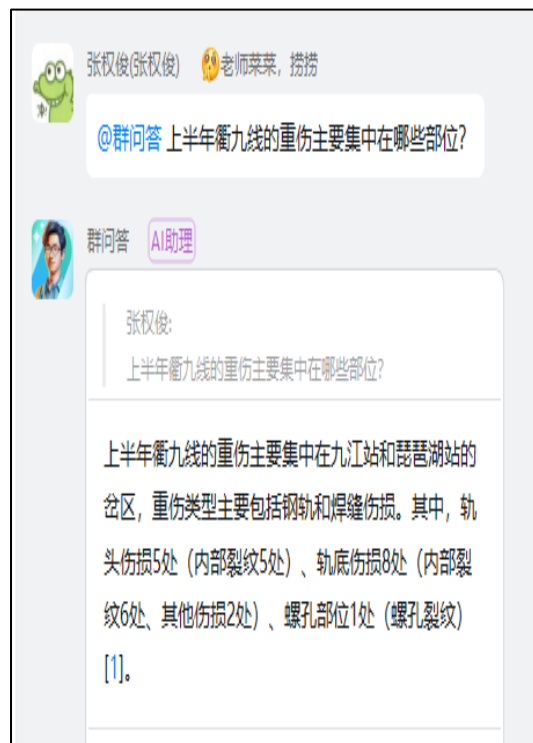 张权俊(张权俊) 老师菜菜，捞捞
@群问答 上半年衢九线的重伤主要集中在哪些部位？
群问答 AI助理
张权俊:
上半年衢九线的重伤主要集中在哪些部位？
上半年衢九线的重伤主要集中在九江站和琵琶湖站的
岔区，重伤类型主要包括钢轨和焊缝伤损。其中，轨
头伤损5处（内部裂纹5处）、轨底伤损8处（内部裂
纹6处、其他伤损2处）、螺孔部位1处（螺孔裂纹）
[1]。